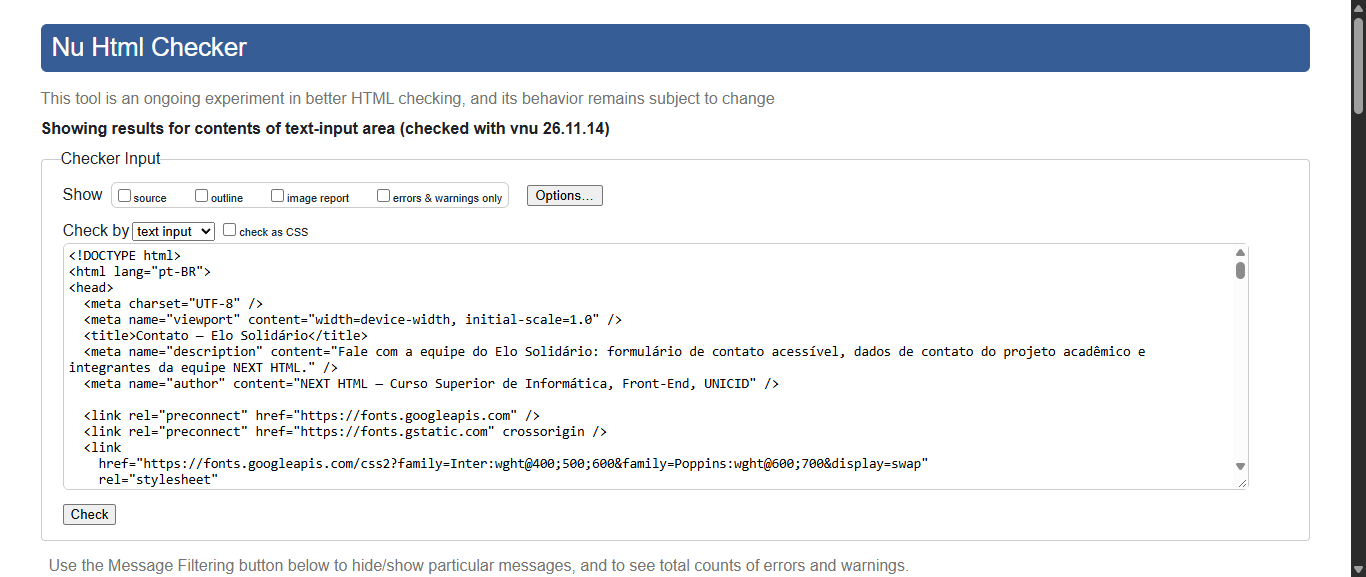 Nu Html Checker
This tool is an ongoing experiment in better HTML checking, and its behavior remains subject to change
Showing results for contents of text-input area (checked with vnu 26.11.14)
Checker Input
Show source outline image report errors & warnings only Options...
Check by text input check as CSS
<!DOCTYPE html>
<html lang="pt-BR">
<head>
  <meta charset="UTF-8" />
  <meta name="viewport" content="width=device-width, initial-scale=1.0" />
  <title>Contato — Elo Solidário</title>
  <meta name="description" content="Fale com a equipe do Elo Solidário: formulário de contato acessível, dados de contato do projeto acadêmico e
integrantes da equipe NEXT HTML." />
  <meta name="author" content="NEXT HTML — Curso Superior de Informática, Front-End, UNICID" />
  <link rel="preconnect" href="https://fonts.googleapis.com" />
  <link rel="preconnect" href="https://fonts.gstatic.com" crossorigin />
  <link
    href="https://fonts.googleapis.com/css2?family=Inter:wght@400;500;600&family=Poppins:wght@600;700&display=swap"
    rel="stylesheet"
Check
Use the Message Filtering button below to hide/show particular messages, and to see total counts of errors and warnings.